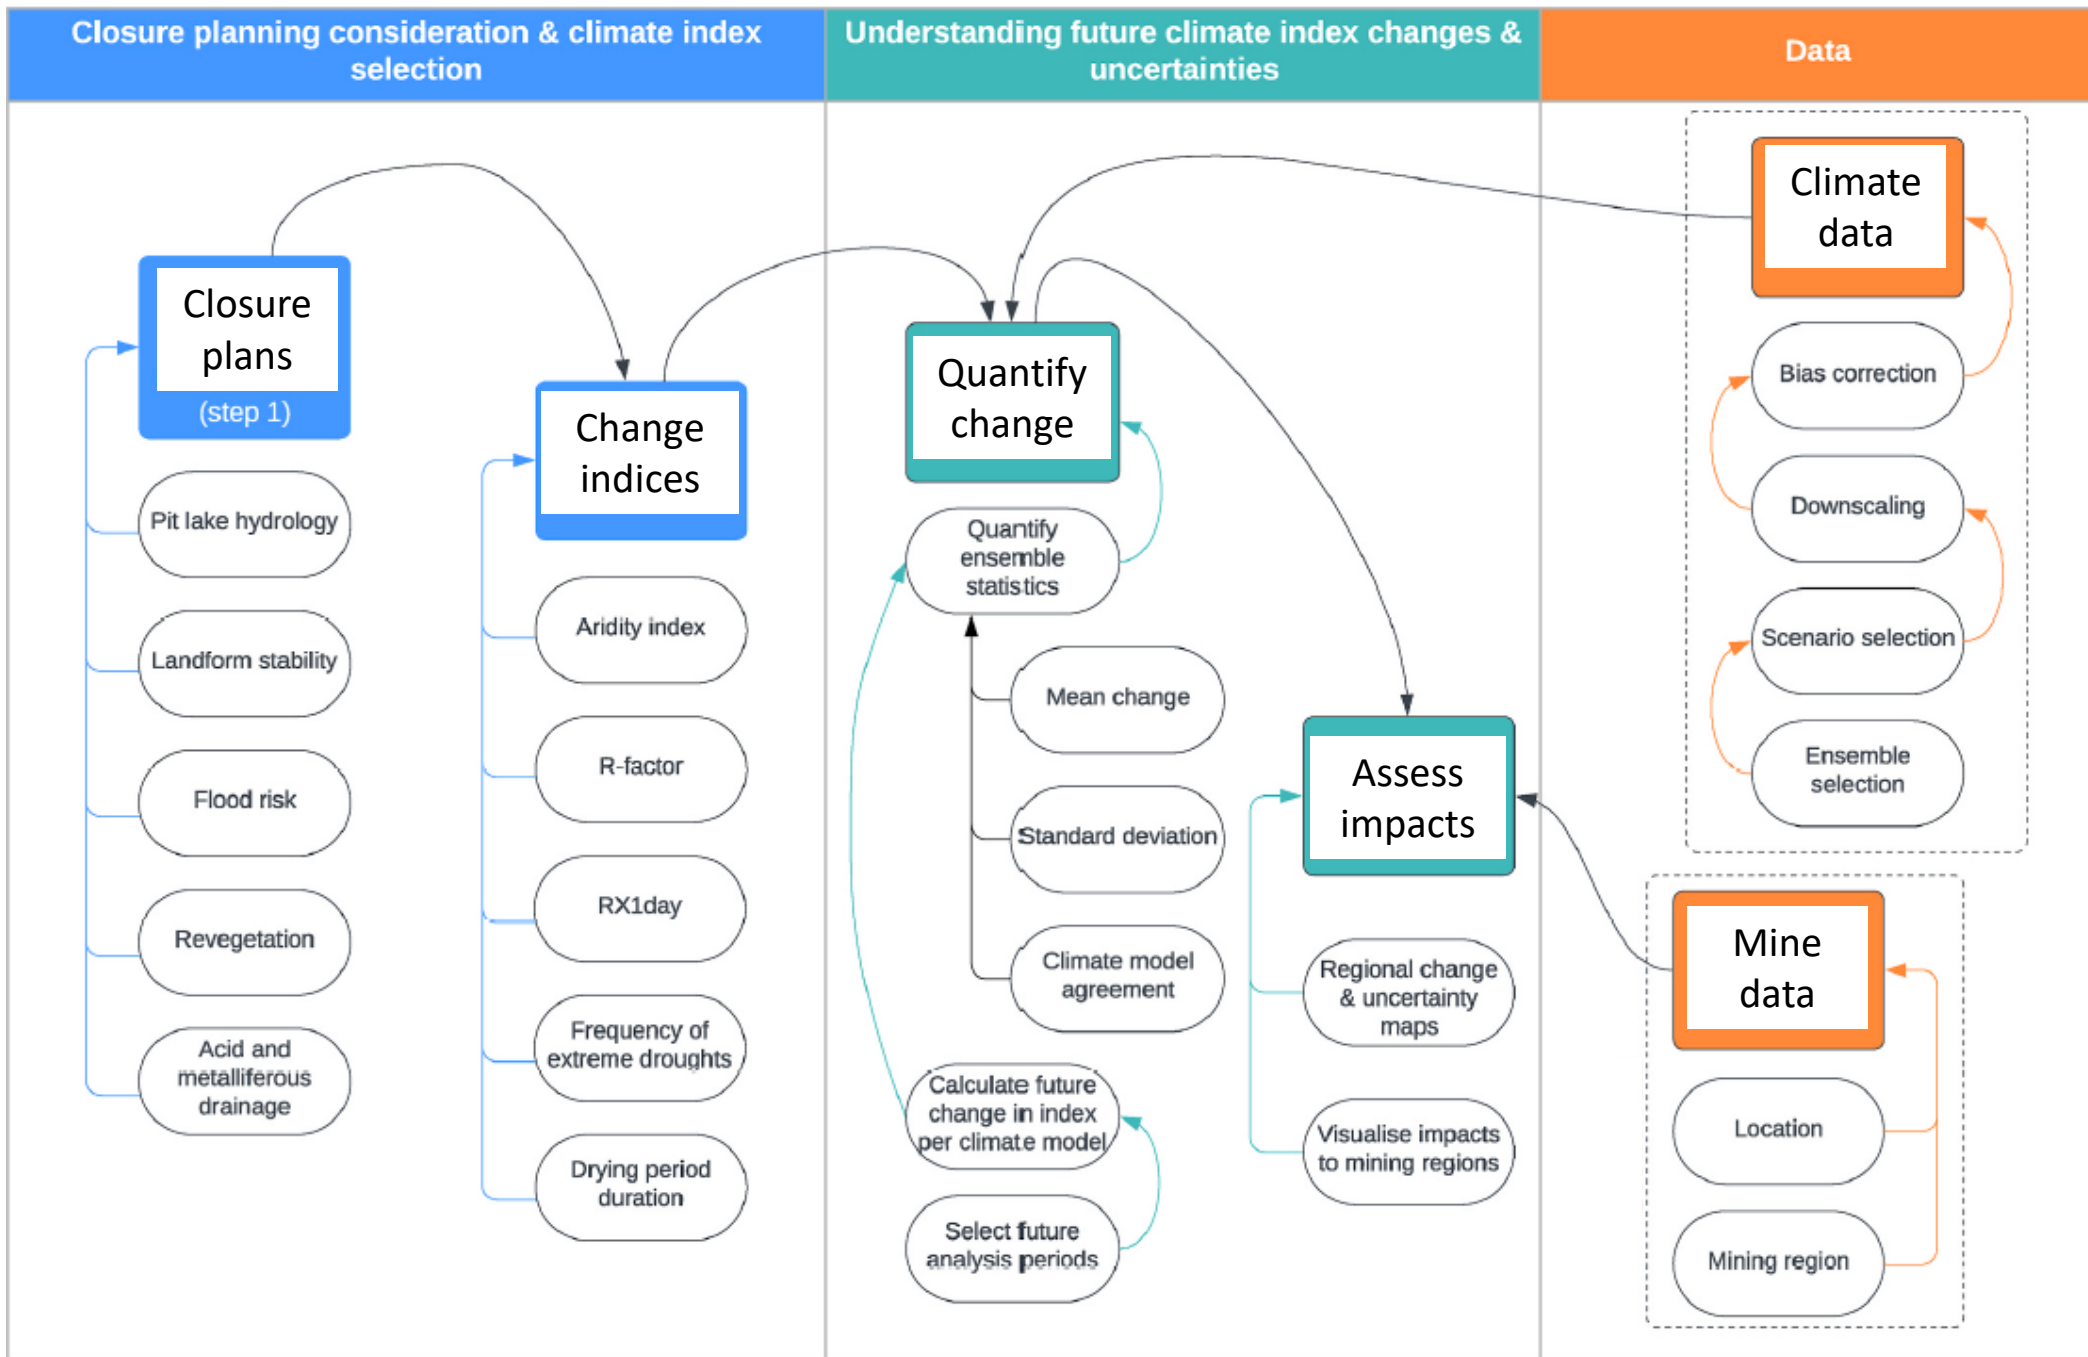 Closure planning consideration & climate index
selection
Understanding future climate index changes &
uncertainties
Data
Closure
plans
(step 1)
Pit lake hydrology
Landform stability
Flood risk
Revegetation
Acid and
metalliferous
drainage
Change
indices
Aridity index
R-factor
RX1day
Frequency of
extreme droughts
Drying period
duration
Quantify
change
Quantify
ensemble
statistics
Mean change
Standard deviation
Climate model
agreement
Calculate future
change in index
per climate model
Select future
analysis periods
Assess
impacts
Regional change
& uncertainty
maps
Visualise impacts
to mining regions
Climate
data
Bias correction
Downscaling
Scenario selection
Ensemble
selection
Mine
data
Location
Mining region